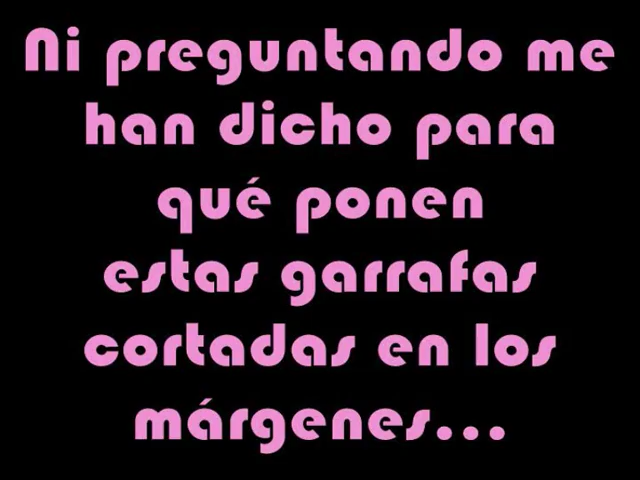 Ni preguntando me
han dicho para
qué ponen
estas garrafas
cortadas en los
márgenes...